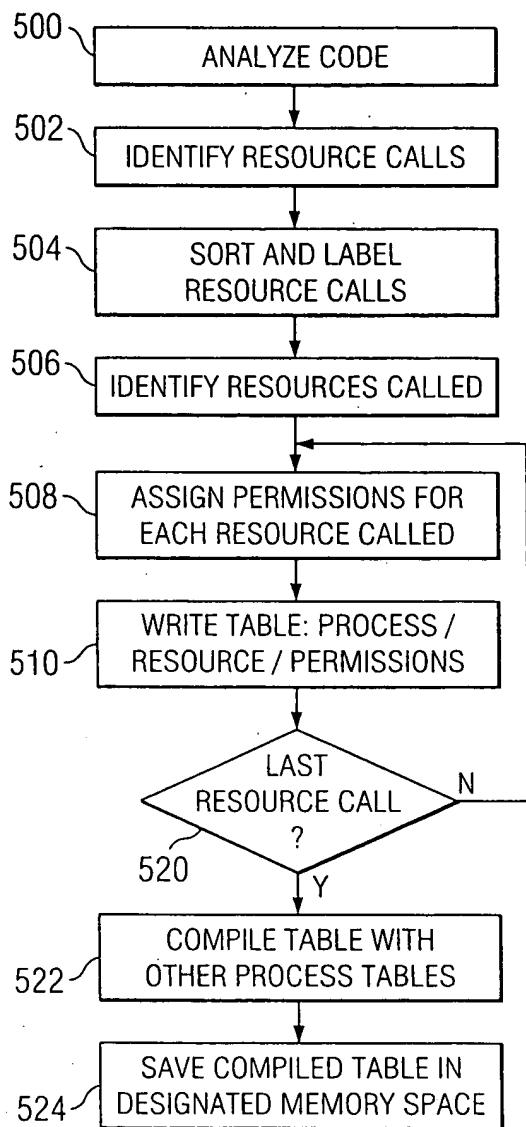 500
ANALYZE CODE
502
IDENTIFY RESOURCE CALLS
504
SORT AND LABEL
RESOURCE CALLS
506
IDENTIFY RESOURCES CALLED
508
ASSIGN PERMISSIONS FOR
EACH RESOURCE CALLED
510
WRITE TABLE: PROCESS /
RESOURCE / PERMISSIONS
LAST
RESOURCE CALL
?
N
520
Y
522
COMPILE TABLE WITH
OTHER PROCESS TABLES
524
SAVE COMPILED TABLE IN
DESIGNATED MEMORY SPACE